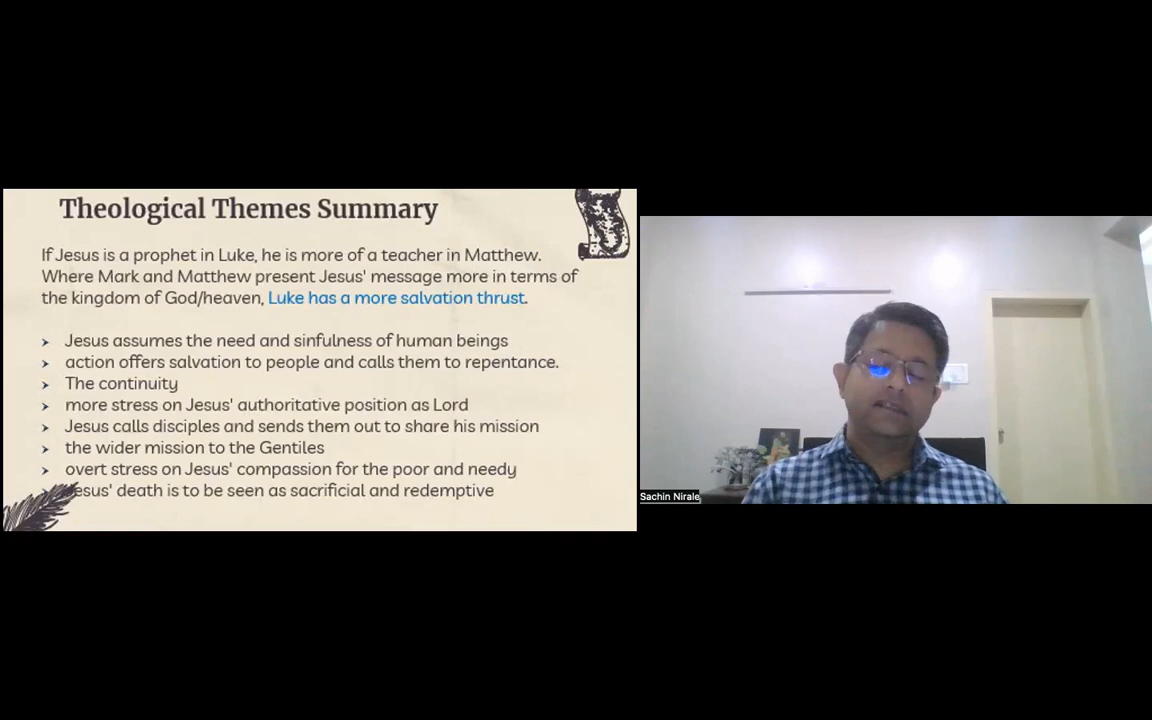 Theological Themes Summary
If Jesus is a prophet in Luke, he is more of a teacher in Matthew.
Where Mark and Matthew present Jesus' message more in terms of
the kingdom of God/heaven, Luke has a more salvation thrust.
Jesus assumes the need and sinfulness of human beings
action offers salvation to people and calls them to repentance.
The continuity
more stress on Jesus' authoritative position as Lord
Jesus calls disciples and sends them out to share his mission
the wider mission to the Gentiles
overt stress on Jesus' compassion for the poor and needy
Jesus' death is to be seen as sacrificial and redemptive
Sachin Nirale